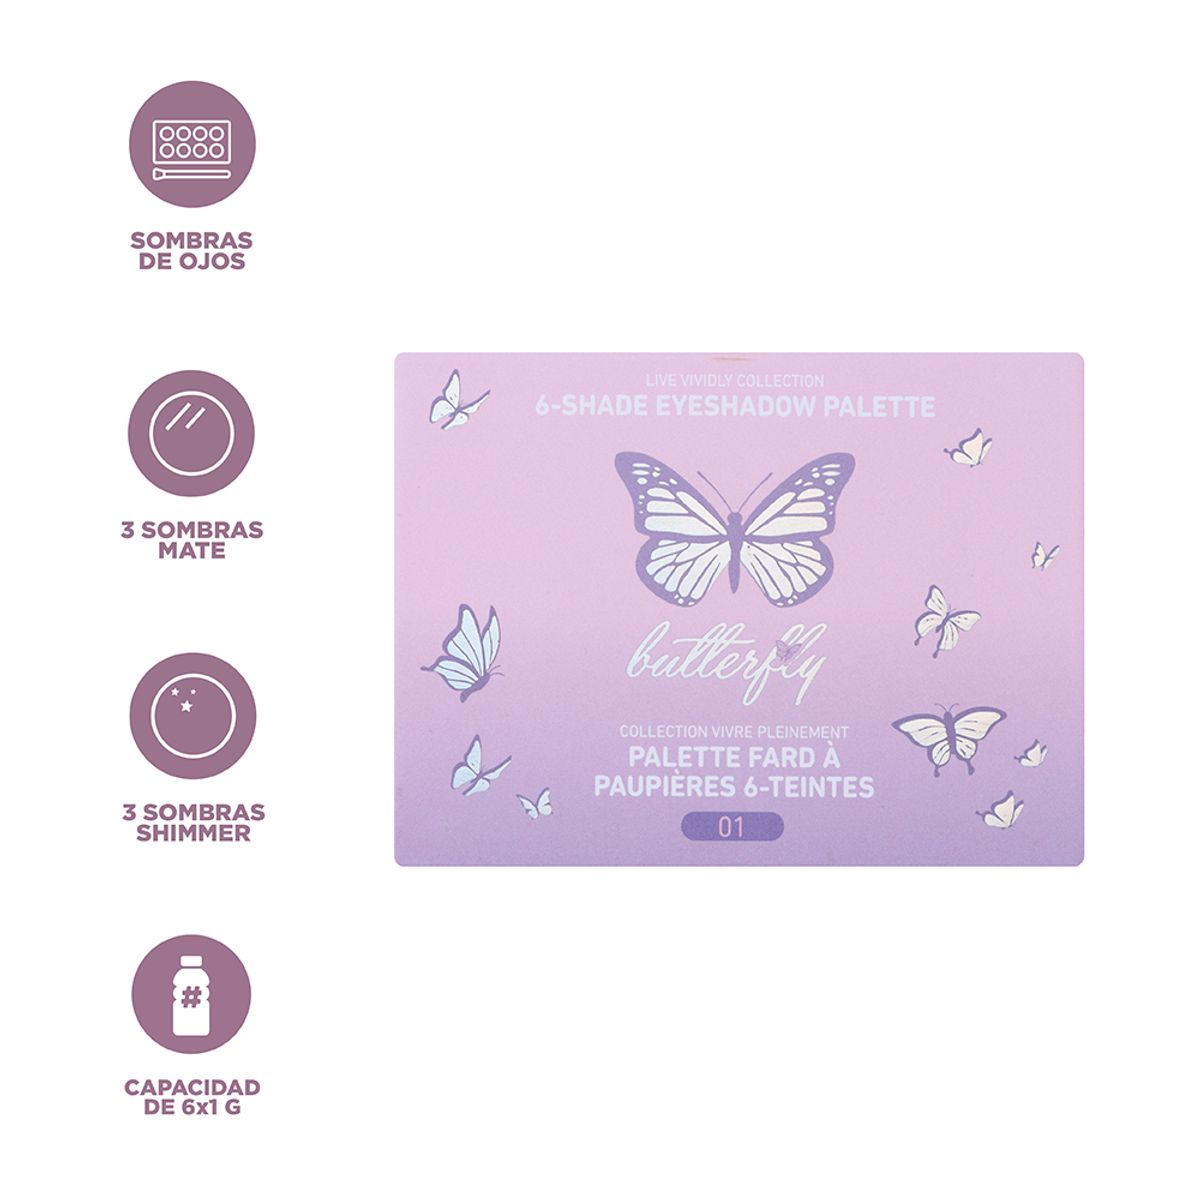 SOMBRAS
DE OJOS
3 SOMBRAS
MATE
3 SOMBRAS
SHIMMER
#
CAPACIDAD
DE 6x1 G
LIVE VIVIDLY COLLECTION
6-SHADE EYESHADOW PALETTE
butterfly
COLLECTION VIVRE PLEINEMENT
PALETTE FARD À
PAUPIÈRES 6-TEINTES
01